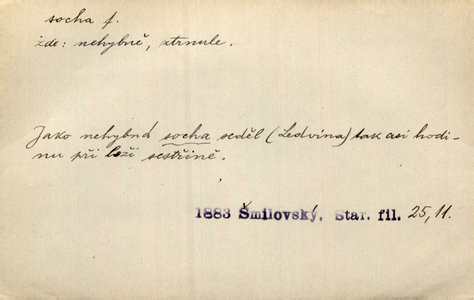 socha f.
žde: nehybně, ztrnule.
Jako nehybná socha seděl (Ledvina) tak asi hodi-
nu při loži sestřině.
1883 Šmilovský, Star. fil. 25, 11.